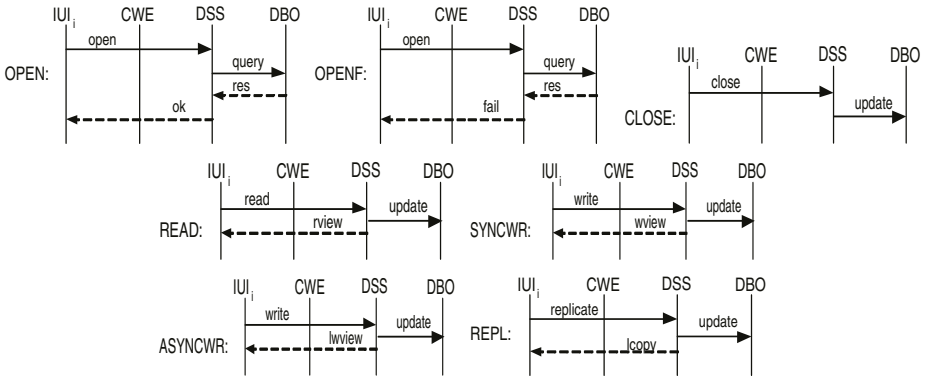 IUI i CWE DSS DBO
open
query
res
ok
OPEN:
IUI i CWE DSS DBO
open
query
res
fail
OPENF:
IUI i CWE DSS DBO
close
update
CLOSE:
IUI i CWE DSS DBO
read
update
rview
READ:
IUI i CWE DSS DBO
write
update
wview
SYNCWR:
IUI i CWE DSS DBO
write
update
lwview
ASYNCWR:
IUI i CWE DSS DBO
replicate
update
lcopy
REPL: